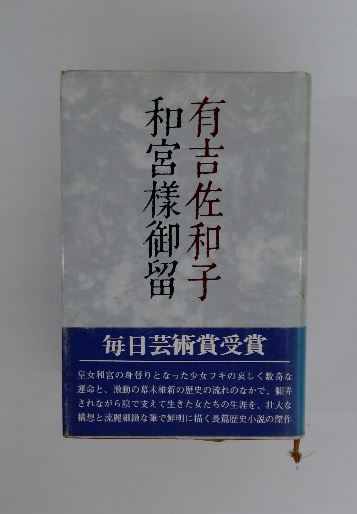 有吉佐和子
和宮様御留
毎日芸術賞受賞
皇女和宮の身替りとなった少女フキの哀しく数奇な
運命と、激動の幕末維新の歴史の流れのなかで、翻弄
されながら陰で支えて生きた女たちの生涯を、壮大な
構想と流麗細緻な筆で鮮明に描く長篇歴史小説の傑作